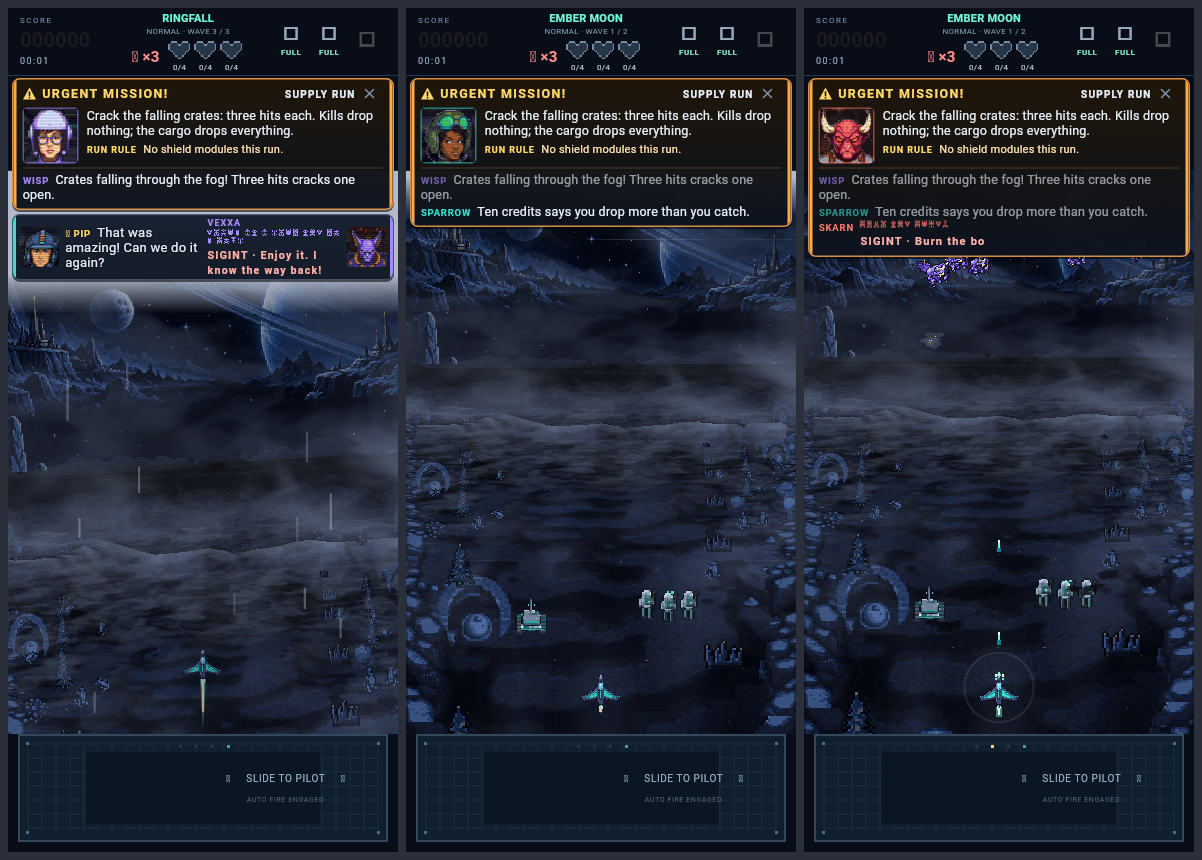 SCORE
RINGFALL
000000
NORMAL · WAVE 3 / 3
00:01
×3
0/4 0/4 0/4
FULL FULL
URGENT MISSION!
SUPPLY RUN ✕
Crack the falling crates: three hits each. Kills drop
nothing; the cargo drops everything.
RUN RULE No shield modules this run.
WISP Crates falling through the fog! Three hits cracks one
open.
PIP That was
amazing! Can we do it
again?
VEXXA
SIGINT · Enjoy it. I
know the way back!
SLIDE TO PILOT
AUTO FIRE ENGAGED
SCORE
EMBER MOON
000000
NORMAL · WAVE 1 / 2
00:01
×3
0/4 0/4 0/4
FULL FULL
URGENT MISSION!
SUPPLY RUN ✕
Crack the falling crates: three hits each. Kills drop
nothing; the cargo drops everything.
RUN RULE No shield modules this run.
WISP Crates falling through the fog! Three hits cracks one
open.
SPARROW Ten credits says you drop more than you catch.
SLIDE TO PILOT
AUTO FIRE ENGAGED
SCORE
EMBER MOON
000000
NORMAL · WAVE 1 / 2
00:01
×3
0/4 0/4 0/4
FULL FULL
URGENT MISSION!
SUPPLY RUN ✕
Crack the falling crates: three hits each. Kills drop
nothing; the cargo drops everything.
RUN RULE No shield modules this run.
WISP Crates falling through the fog! Three hits cracks one
open.
SPARROW Ten credits says you drop more than you catch.
SKARN
SIGINT · Burn the bo
SLIDE TO PILOT
AUTO FIRE ENGAGED